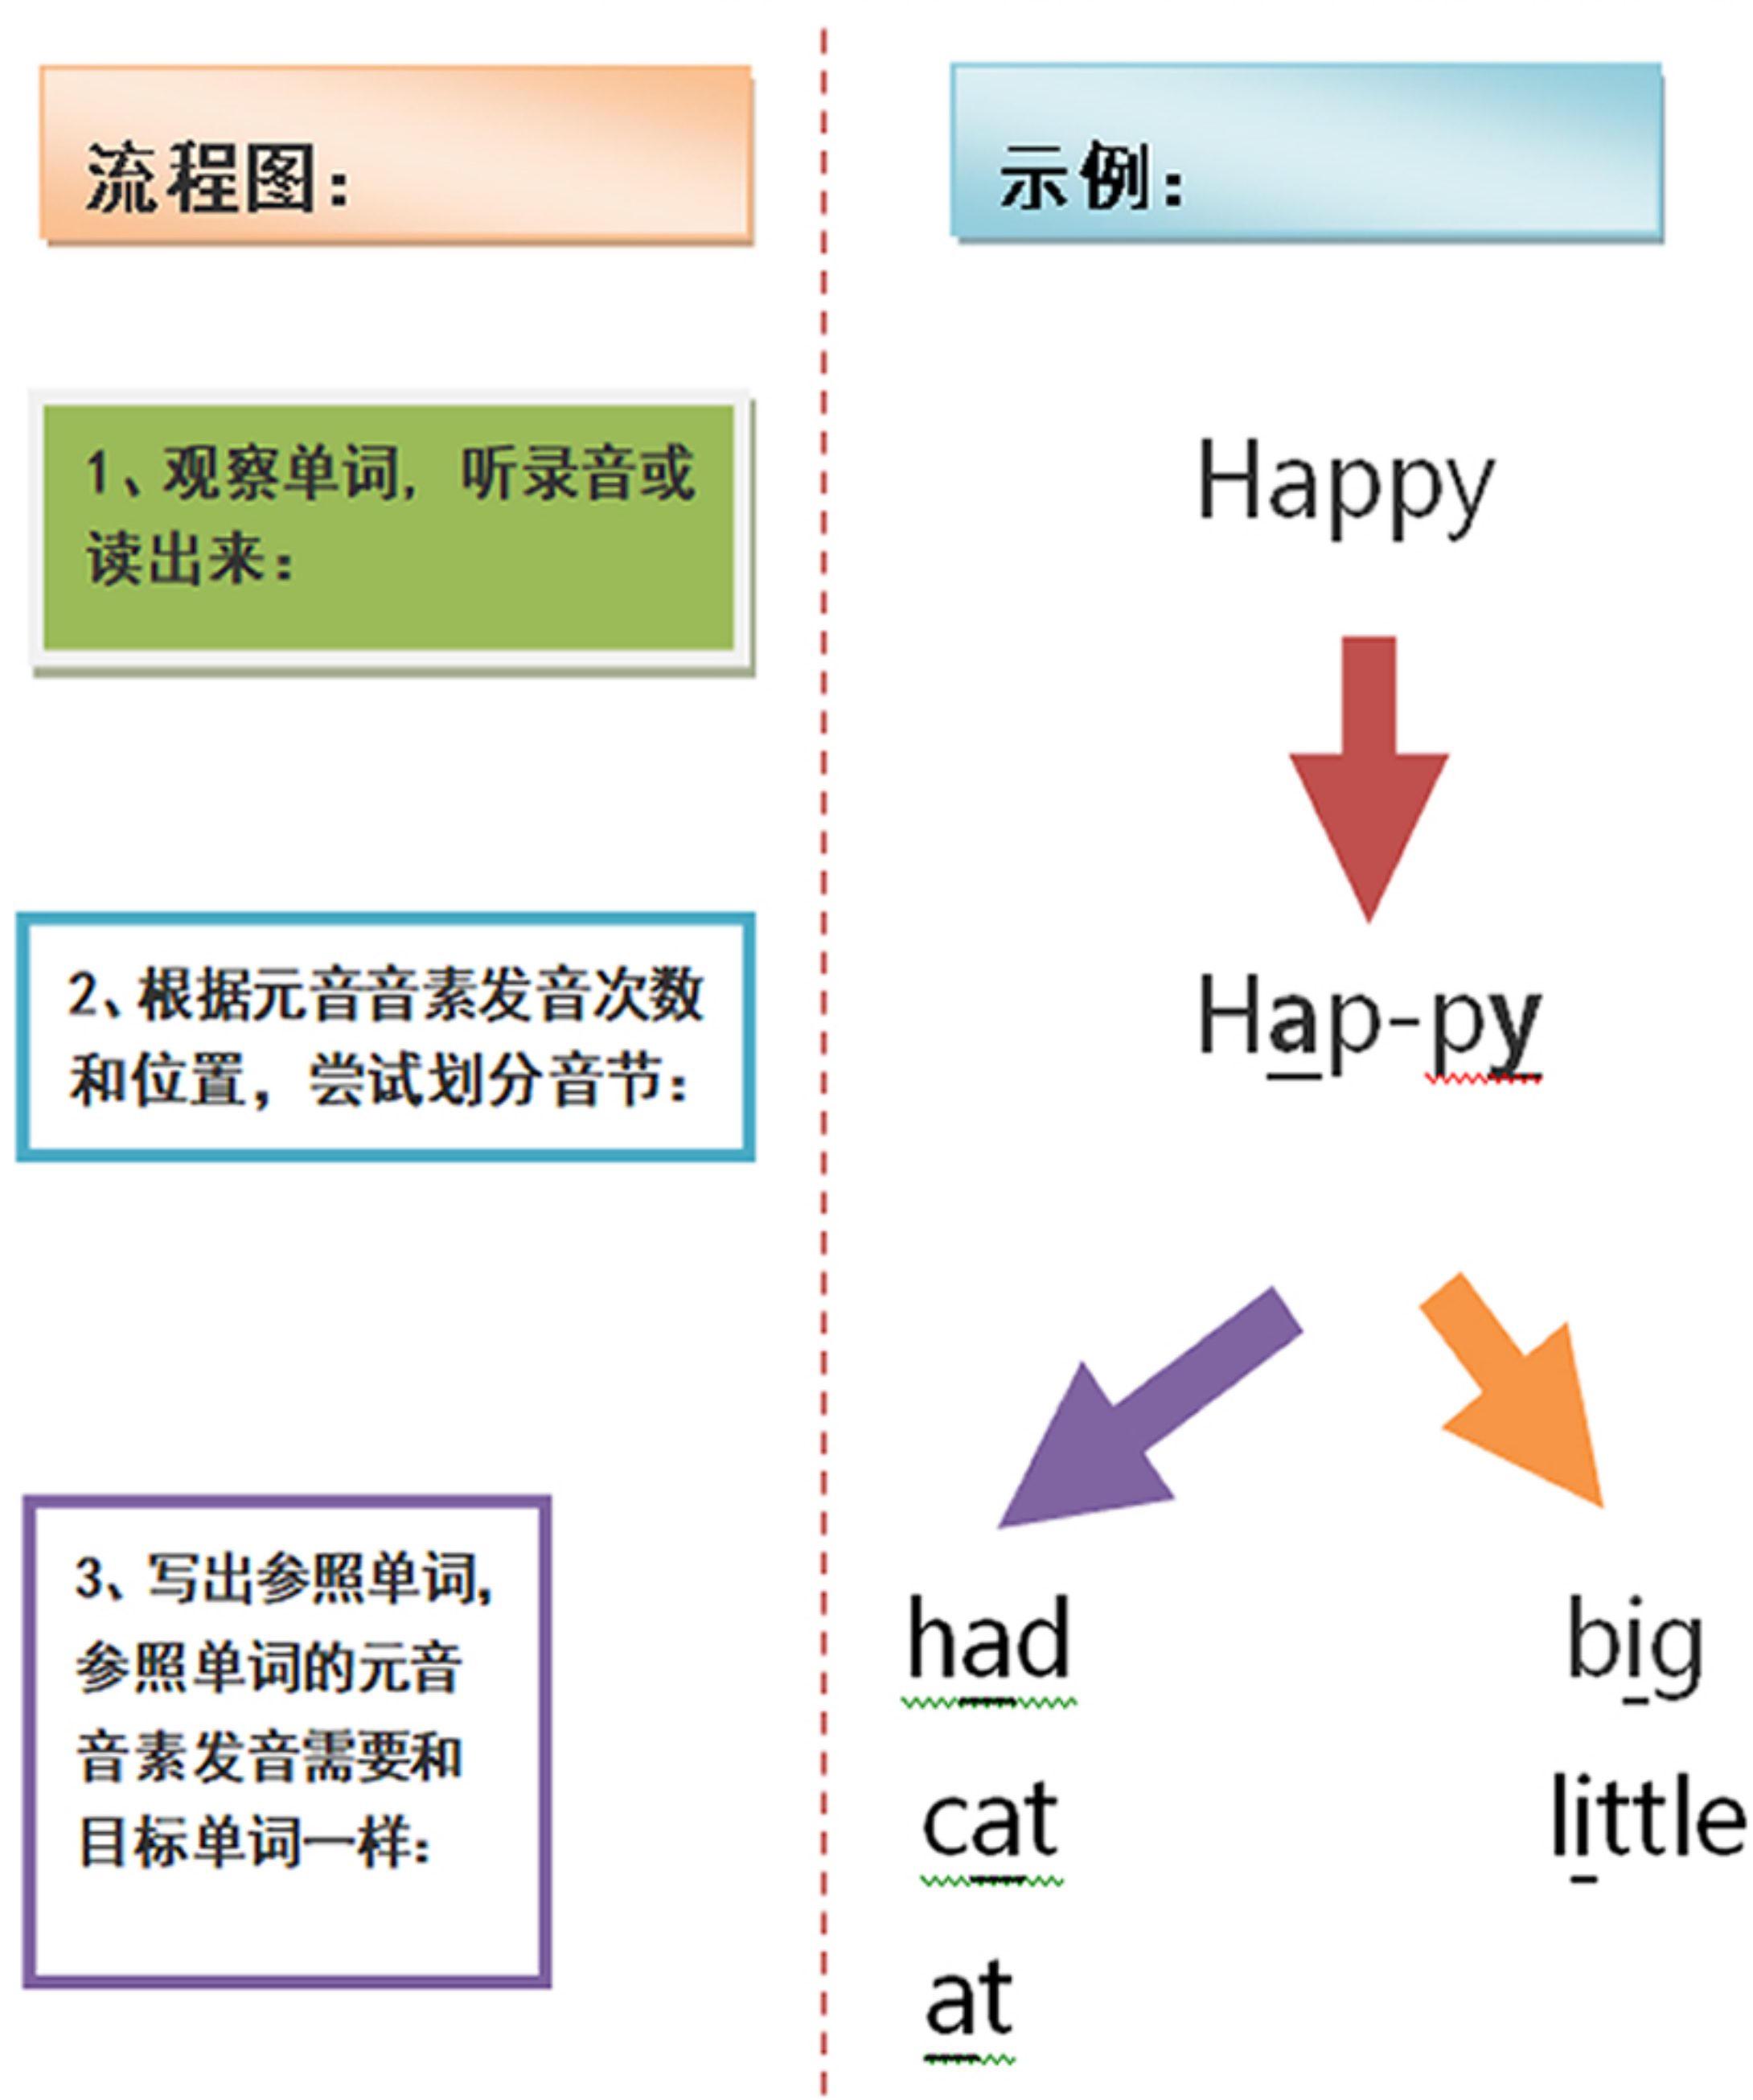 流程图：
示例：
1、观察单词，听录音或
读出来：
Happy
2、根据元音音素发音次数
和位置，尝试划分音节：
Hap-py
3、写出参照单词，
参照单词的元音
音素发音需要和
目标单词一样：
had
big
cat
little
at